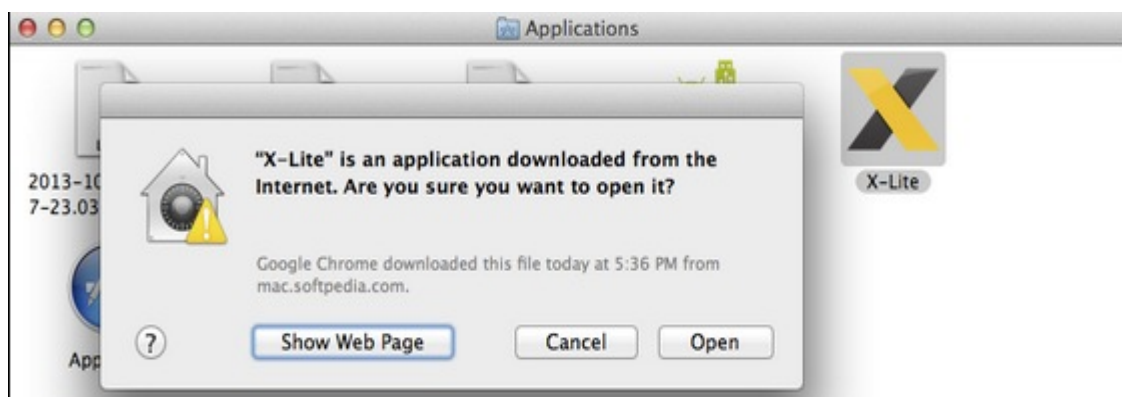 Applications
"X-Lite" is an application downloaded from the
Internet. Are you sure you want to open it?
2013-10
7-23.03
X-Lite
Google Chrome downloaded this file today at 5:36 PM from
mac.softpedia.com.
?
Show Web Page
Cancel
Open
App